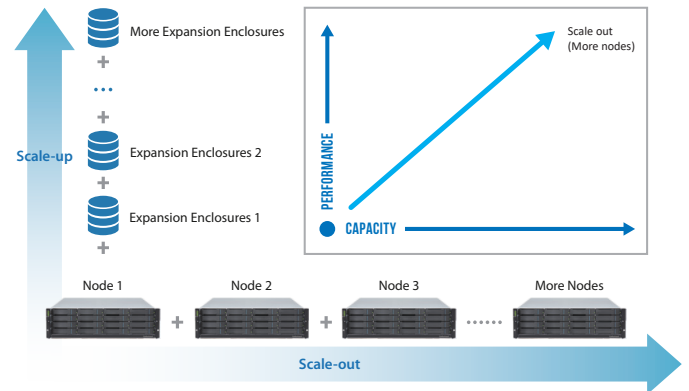 More Expansion Enclosures
+
...
+
Scale-up
Expansion Enclosures 2
+
Expansion Enclosures 1
+
Scale out
(More nodes)
PERFORMANCE
CAPACITY
Node 1
Node 2
Node 3
More Nodes
+ + ......
Scale-out